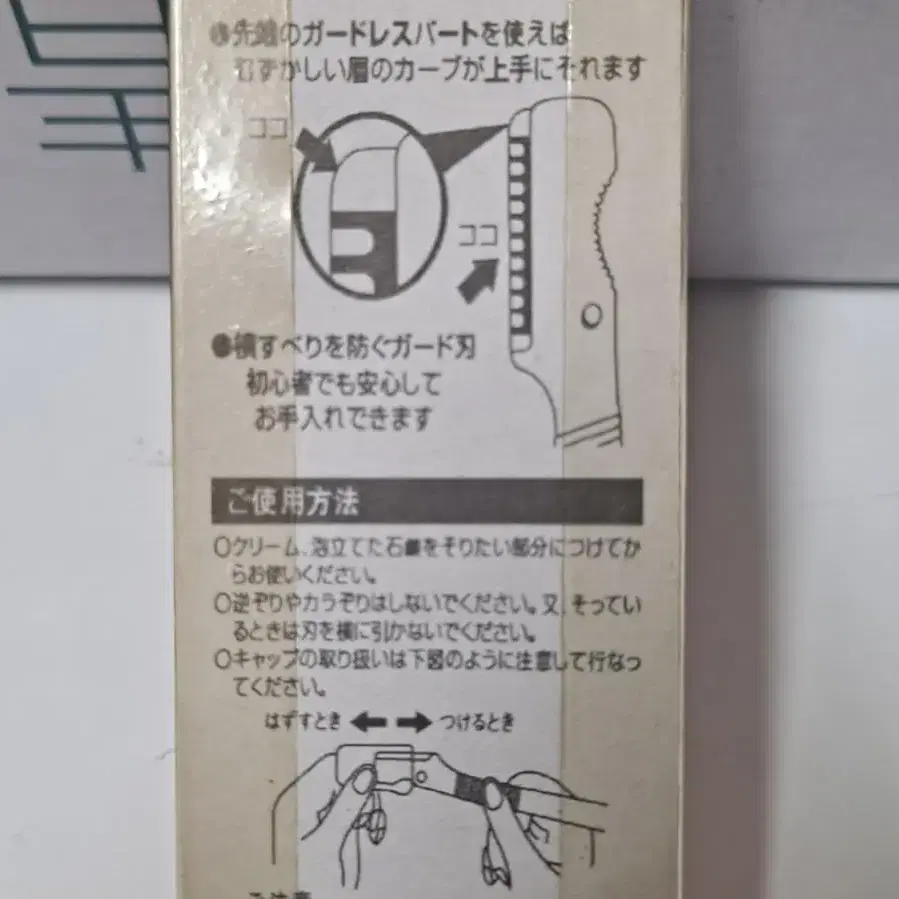 ●先端のガードレスパートを使えば
むずかしい眉のカーブが上手にそれます
ココ
ココ
●横すべりを防ぐガード刃
初心者でも安心して
お手入れできます
ご使用方法
○クリーム、泡立てた石鹸をそりたい部分につけてか
らお使いください。
○逆ぞりやカラぞりはしないでください。又、そってい
るときは刃を横に引かないでください。
○キャップの取り扱いは下図のように注意して行なっ
てください。
はずすとき
つけるとき